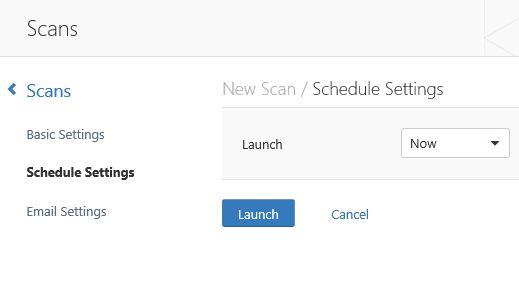 Scans
Scans
Basic Settings
Schedule Settings
Email Settings
New Scan / Schedule Settings
Launch
Now
Launch
Cancel